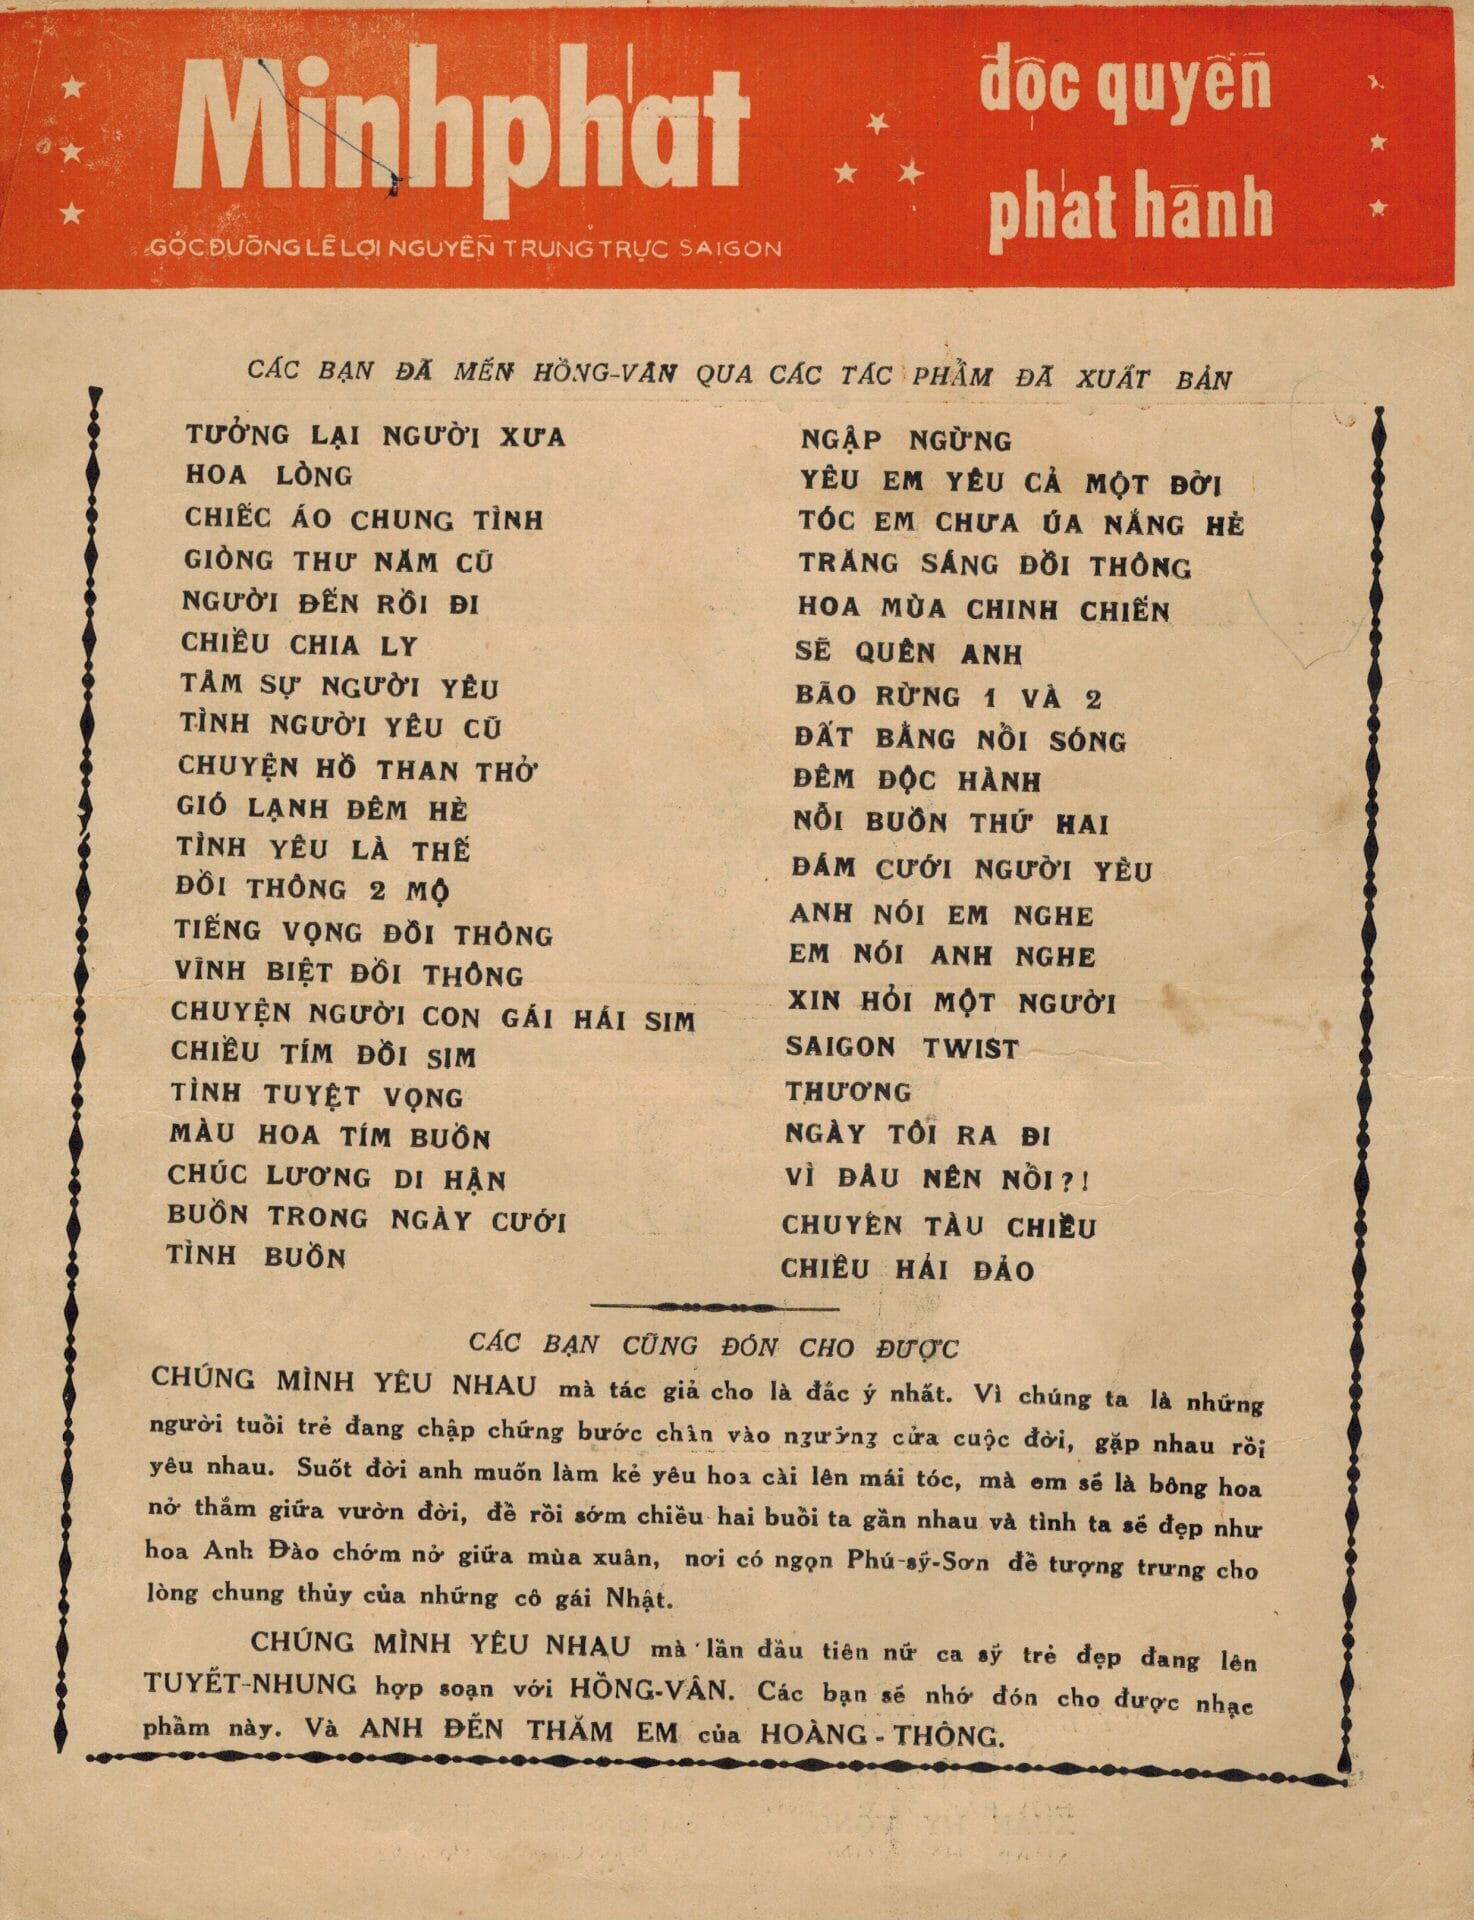 Minhphát
GÓC ĐƯỜNG LÊ LỢI NGUYỄN TRUNG TRỰC SAIGON
độc quyền
phát hành
CÁC BẠN ĐÃ MẾN HỒNG-VÂN QUA CÁC TÁC PHẨM ĐÃ XUẤT BẢN
TƯỞNG LẠI NGƯỜI XƯA
HOA LÒNG
CHIẾC ÁO CHUNG TÌNH
GIÒNG THƯ NĂM CŨ
NGƯỜI ĐẾN RỒI ĐI
CHIỀU CHIA LY
TÂM SỰ NGƯỜI YÊU
TÌNH NGƯỜI YÊU CŨ
CHUYỆN HỒ THAN THỞ
GIÓ LẠNH ĐÊM HÈ
TÌNH YÊU LÀ THẾ
ĐỒI THÔNG 2 MỘ
TIẾNG VỌNG ĐỒI THÔNG
VĨNH BIỆT ĐỒI THÔNG
CHUYỆN NGƯỜI CON GÁI HÁI SIM
CHIỀU TÍM ĐỒI SIM
TÌNH TUYỆT VỌNG
MÀU HOA TÍM BUỒN
CHÚC LƯƠNG DI HẬN
BUỒN TRONG NGÀY CƯỚI
TÌNH BUỒN
NGẬP NGỪNG
YÊU EM YÊU CẢ MỘT ĐỜI
TÓC EM CHƯA ÚA NẮNG HÈ
TRĂNG SÁNG ĐỒI THÔNG
HOA MÙA CHINH CHIẾN
SẼ QUÊN ANH
BÃO RỪNG 1 VÀ 2
ĐẤT BẰNG NỔI SÓNG
ĐÊM ĐỘC HÀNH
NỖI BUỒN THỨ HAI
ĐÁM CƯỚI NGƯỜI YÊU
ANH NÓI EM NGHE
EM NÓI ANH NGHE
XIN HỎI MỘT NGƯỜI
SAIGON TWIST
THƯƠNG
NGÀY TÔI RA ĐI
VÌ ĐÂU NÊN NỖI?!
CHUYẾN TÀU CHIỀU
CHIỀU HẢI ĐẢO
CÁC BẠN CŨNG ĐÓN CHO ĐƯỢC
CHÚNG MÌNH YÊU NHAU mà tác giả cho là đắc ý nhất. Vì chúng ta là những
người tuổi trẻ đang chập chứng bước chân vào ngưỡng cửa cuộc đời, gặp nhau rồi
yêu nhau. Suốt đời anh muốn làm kẻ yêu hoa cài lên mái tóc, mà em sẽ là bông hoa
nở thắm giữa vườn đời, để rồi sớm chiều hai buổi ta gần nhau và tình ta sẽ đẹp như
hoa Anh Đào chớm nở giữa mùa xuân, nơi có ngọn Phú-sỹ-Sơn để tượng trưng cho
lòng chung thủy của những cô gái Nhật.
CHÚNG MÌNH YÊU NHAU mà lần đầu tiên nữ ca sỹ trẻ đẹp đang lên
TUYẾT-NHUNG hợp soạn với HỒNG-VÂN. Các bạn sẽ nhớ đón cho được nhạc
phẩm này. Và ANH ĐẾN THĂM EM của HOÀNG - THÔNG.